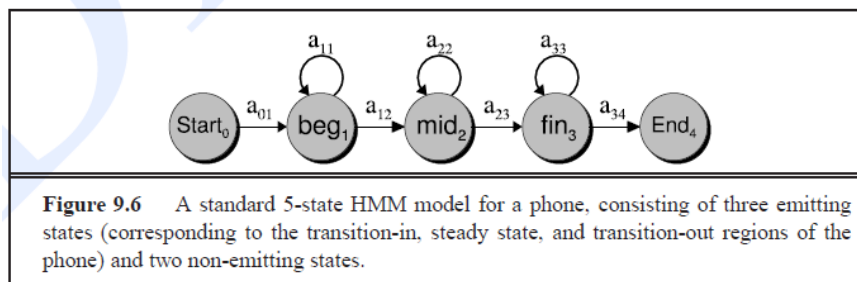 a11 a22 a33
a01 a12 a23 a34
Start0 beg1 mid2 fin3 End4
Figure 9.6 A standard 5-state HMM model for a phone, consisting of three emitting
states (corresponding to the transition-in, steady state, and transition-out regions of the
phone) and two non-emitting states.